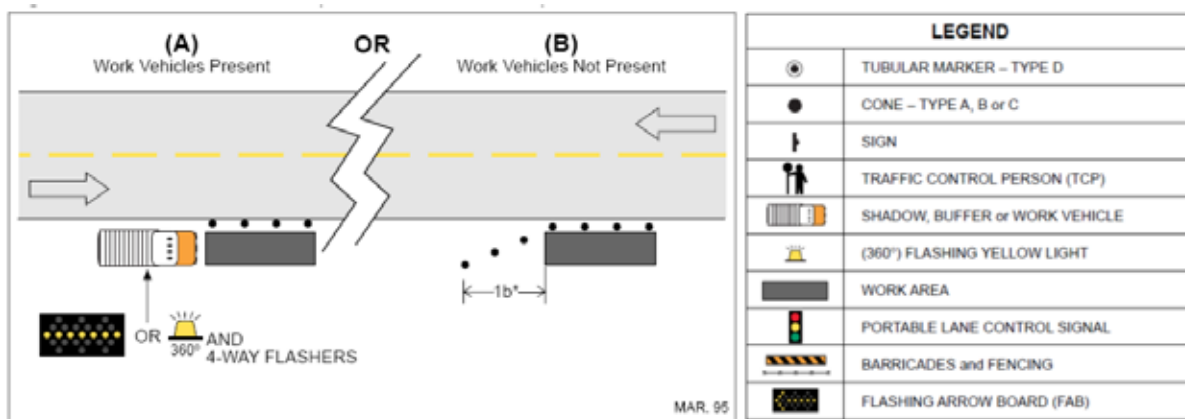 (A)
Work Vehicles Present
OR
(B)
Work Vehicles Not Present
1b*
OR
360°
AND
4-WAY FLASHERS
MAR. 95
LEGEND
TUBULAR MARKER – TYPE D
CONE – TYPE A, B or C
SIGN
TRAFFIC CONTROL PERSON (TCP)
SHADOW, BUFFER or WORK VEHICLE
(360°) FLASHING YELLOW LIGHT
WORK AREA
PORTABLE LANE CONTROL SIGNAL
BARRICADES and FENCING
FLASHING ARROW BOARD (FAB)